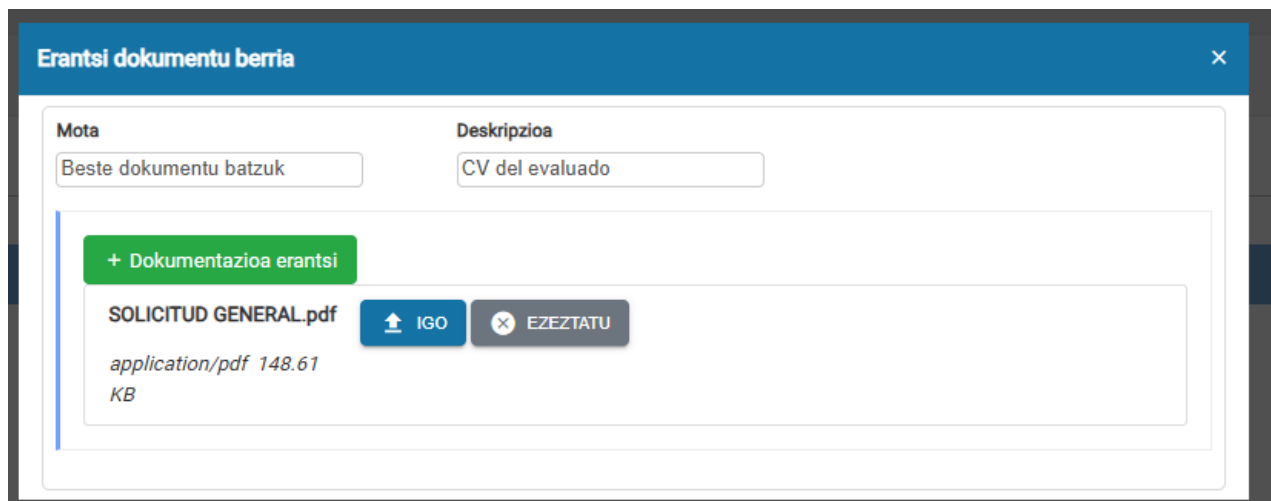 Erantsi dokumentu berria ×
Mota Deskripzioa
Beste dokumentu batzuk CV del evaluado
+ Dokumentazioa erantsi
SOLICITUD GENERAL.pdf IGO EZEZTATU
application/pdf 148.61
KB